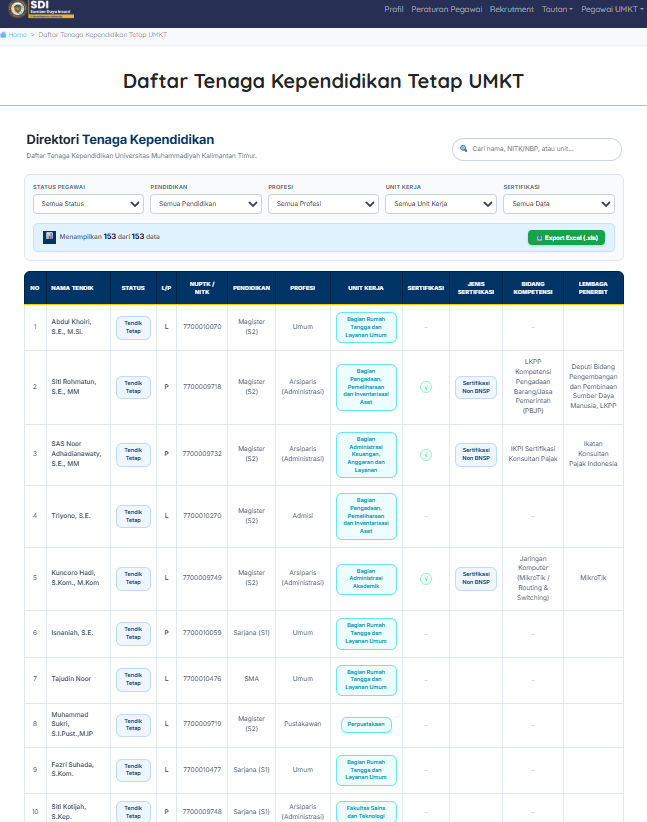 SDI
Sumber Daya Insani
Profil Peraturan Pegawai Rekrutment Tautan Pegawai UMKT
Home > Daftar Tenaga Kependidikan Tetap UMKT
Daftar Tenaga Kependidikan Tetap UMKT
Direktori Tenaga Kependidikan
Daftar Tenaga Kependidikan Universitas Muhammadiyah Kalimantan Timur.
Cari nama, NITK/NBP, atau unit...
STATUS PEGAWAI PENDIDIKAN PROFESI UNIT KERJA SERTIFIKASI
Semua Status Semua Pendidikan Semua Profesi Semua Unit Kerja Semua Data
Menampilkan 153 dari 153 data
Export Excel (.xls)
NO NAMA TENDIK STATUS L/P NUPTK / NITK PENDIDIKAN PROFESI UNIT KERJA SERTIFIKASI JENIS SERTIFIKASI BIDANG KOMPETENSI LEMBAGA PENERBIT
1 Abdul Khoiri, S.E., M.Si. Tendik Tetap L 7700010070 Magister (S2) Umum Bagian Rumah Tangga dan Layanan Umum – –
2 Siti Rohmatun, S.E., MM Tendik Tetap P 7700009718 Magister (S2) Arsiparis (Administrasi) Bagian Pengadaan, Pemeliharaan dan Inventarisasi Aset √ Sertifikasi Non BNSP LKPP Kompetensi Pengadaan Barang/Jasa Pemerintah (PBJP) Deputi Bidang Pengembangan dan Pembinaan Sumber Daya Manusia, LKPP
3 SAS Noor Adhadianawaty, S.E., MM Tendik Tetap P 7700009732 Magister (S2) Arsiparis (Administrasi) Bagian Administrasi Keuangan, Anggaran dan Layanan √ Sertifikasi Non BNSP IKPI Sertifikasi Konsultan Pajak Ikatan Konsultan Pajak Indonesia
4 Triyono, S.E. Tendik Tetap L 7700010270 Magister (S2) Admisi Bagian Pengadaan, Pemeliharaan dan Inventarisasi Aset – –
5 Kuncoro Hadi, S.Kom., M.Kom Tendik Tetap L 7700009749 Magister (S2) Arsiparis (Administrasi) Bagian Administrasi Akademik √ Sertifikasi Non BNSP Jaringan Komputer (MikroTik / Routing & Switching) MikroTik
6 Isnaniah, S.E. Tendik Tetap P 7700010059 Sarjana (S1) Umum Bagian Rumah Tangga dan Layanan Umum – –
7 Tajudin Noor Tendik Tetap L 7700010476 SMA Umum Bagian Rumah Tangga dan Layanan Umum – –
8 Muhammad Sukri, S.I.Pust.,M.IP Tendik Tetap L 7700009719 Magister (S2) Pustakawan Perpustakaan – –
9 Fazri Suhada, S.Kom. Tendik Tetap L 7700010477 Sarjana (S1) Umum Bagian Rumah Tangga dan Layanan Umum – –
10 Siti Kotijah, S.Kep. Tendik Tetap P 7700009748 Sarjana (S1) Arsiparis (Administrasi) Fakultas Sains dan Teknologi – –